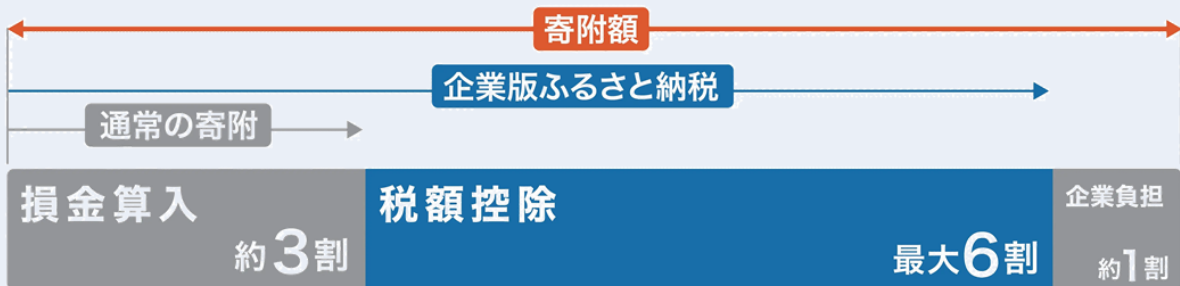 寄附額
企業版ふるさと納税
通常の寄附
損金算入
約3割
税額控除
最大6割
企業負担
約1割